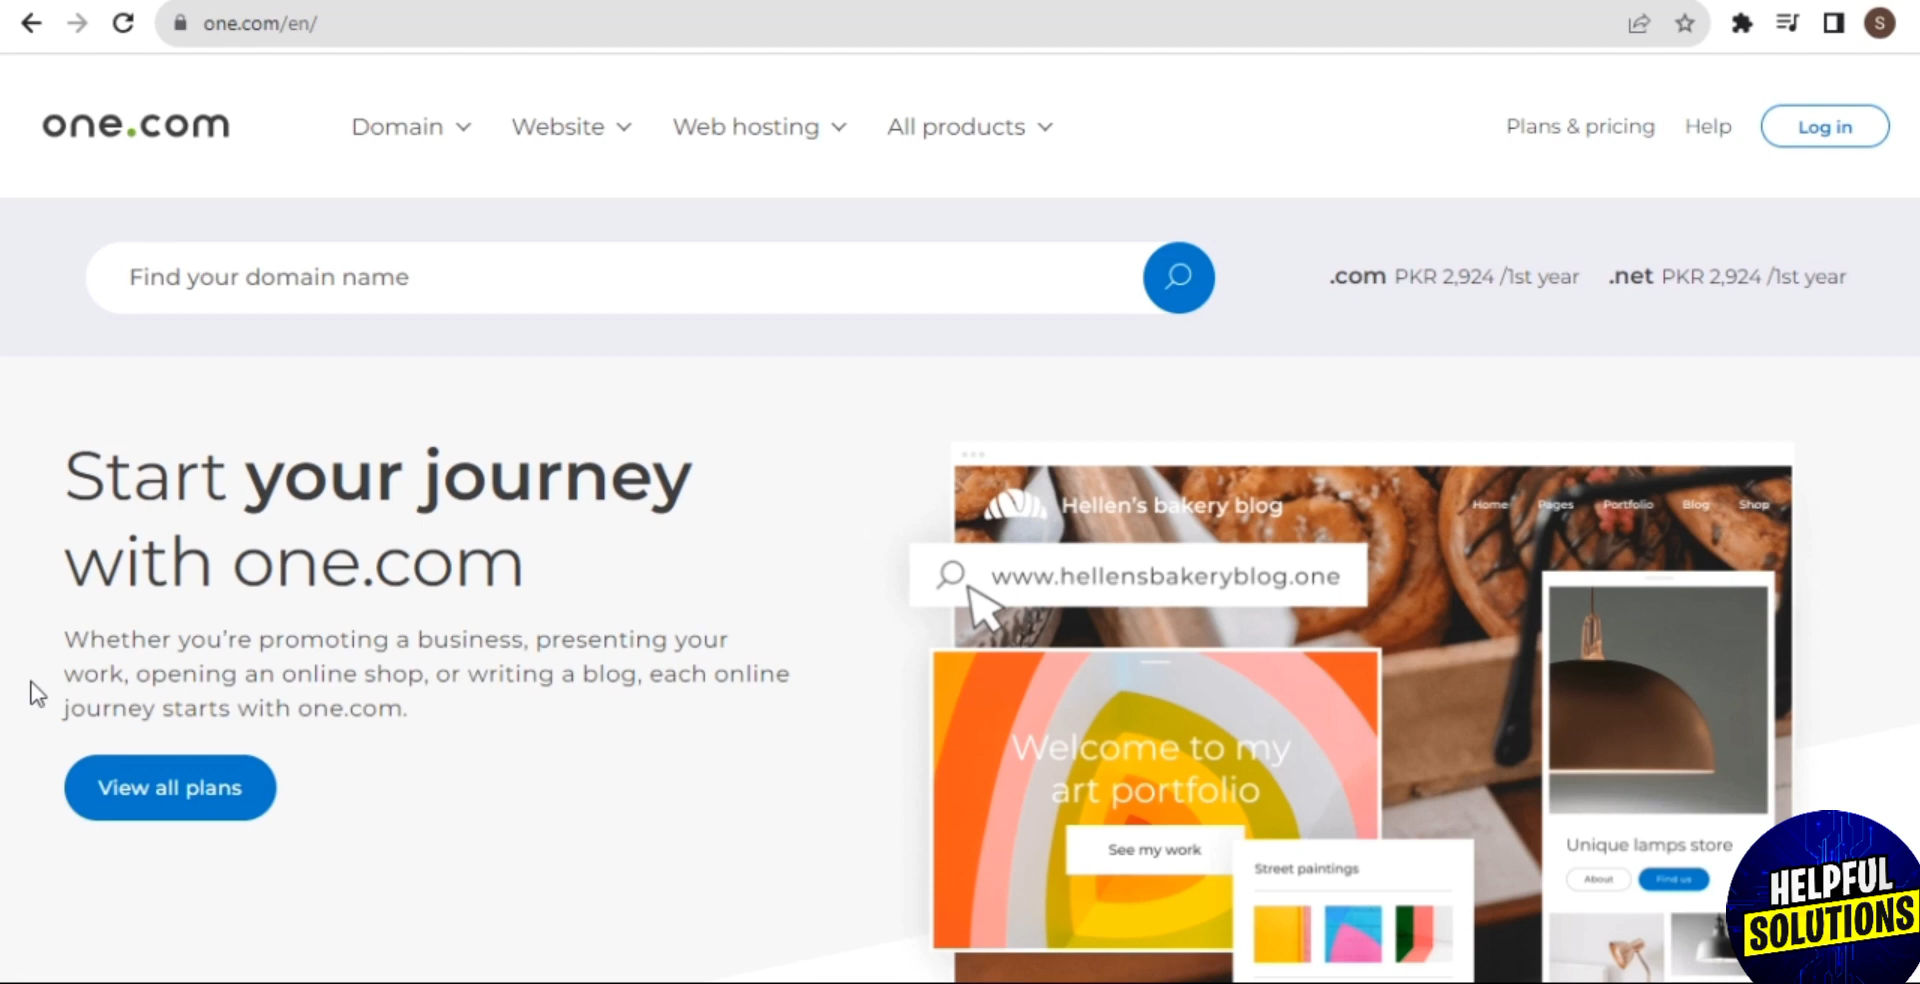 one.com/en/
S
one.com
Domain
Website
Web hosting
All products
Plans & pricing
Help
Log in
Find your domain name
.com PKR 2,924 /1st year
.net PKR 2,924 /1st year
Start your journey
with one.com
Whether you're promoting a business, presenting your
work, opening an online shop, or writing a blog, each online
journey starts with one.com.
View all plans
Hellen's bakery blog
Home
Pages
Portfolio
Blog
Shop
www.hellensbakeryblog.one
Welcome to my
art portfolio
See my work
Street paintings
Unique lamps store
About
Find us
HELPFUL
SOLUTIONS